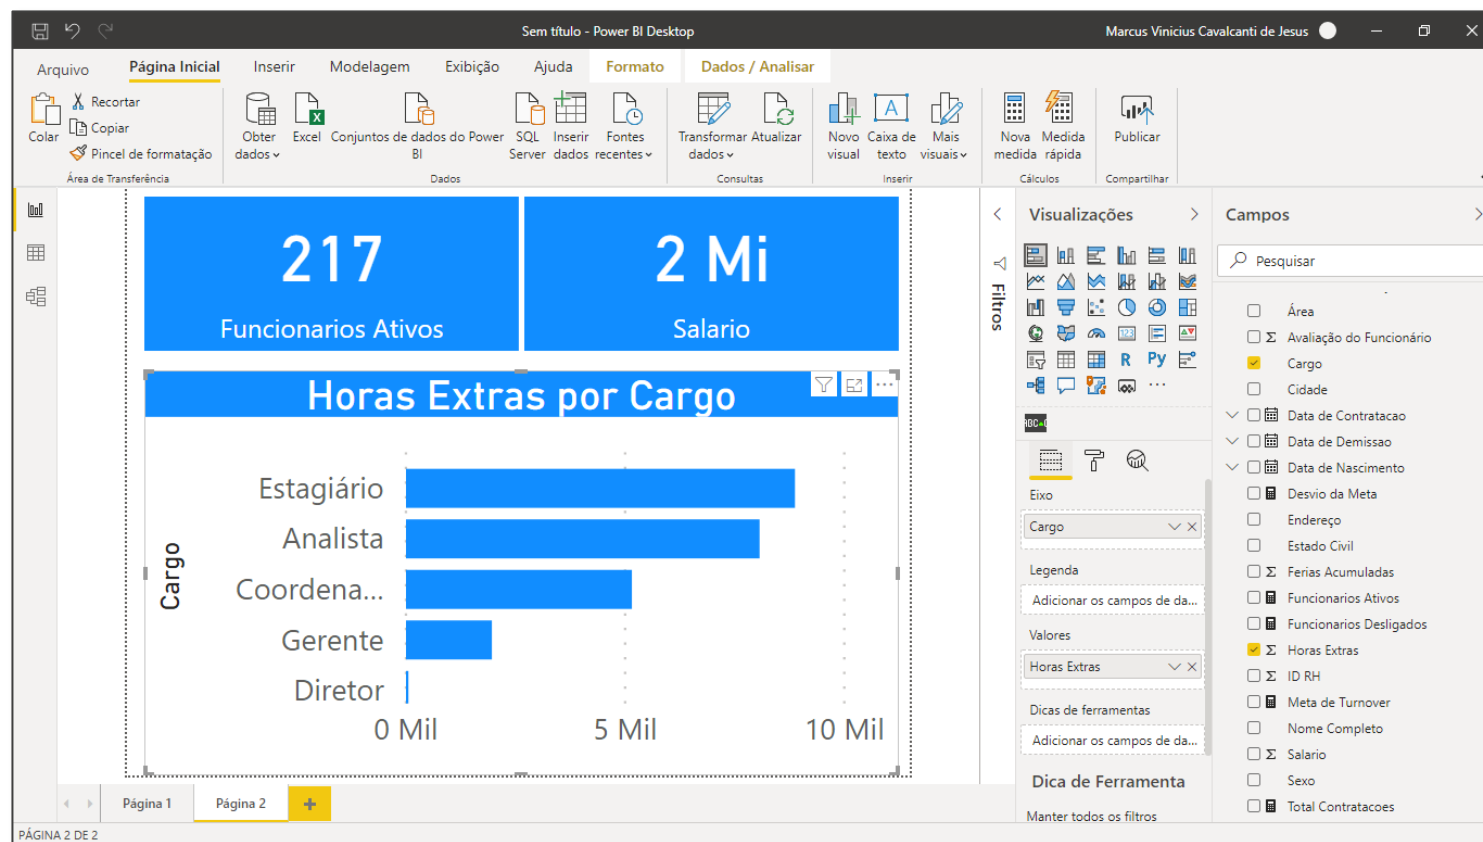 Sem título - Power BI Desktop
Marcus Vinicius Cavalcanti de Jesus
Arquivo Página Inicial Inserir Modelagem Exibição Ajuda Formato Dados / Analisar
Colar
Recortar
Copiar
Pincel de formatação
Área de Transferência
Obter dados
Excel
Conjuntos de dados do Power BI
SQL Server
Inserir dados
Fontes recentes
Dados
Transformar dados
Atualizar
Consultas
Novo visual
Caixa de texto
Mais visuais
Inserir
Nova medida
Medida rápida
Cálculos
Publicar
Compartilhar
217
Funcionarios Ativos
2 Mi
Salario
Horas Extras por Cargo
Cargo
Estagiário
Analista
Coordena...
Gerente
Diretor
0 Mil 5 Mil 10 Mil
Filtros
Visualizações
123
R
Py
Eixo
Cargo
Legenda
Adicionar os campos de da...
Valores
Horas Extras
Dicas de ferramentas
Adicionar os campos de da...
Dica de Ferramenta
Manter todos os filtros
Campos
Pesquisar
Área
Avaliação do Funcionário
Cargo
Cidade
Data de Contratacao
Data de Demissao
Data de Nascimento
Desvio da Meta
Endereço
Estado Civil
Ferias Acumuladas
Funcionarios Ativos
Funcionarios Desligados
Horas Extras
ID RH
Meta de Turnover
Nome Completo
Salario
Sexo
Total Contratacoes
Página 1 Página 2 +
PÁGINA 2 DE 2